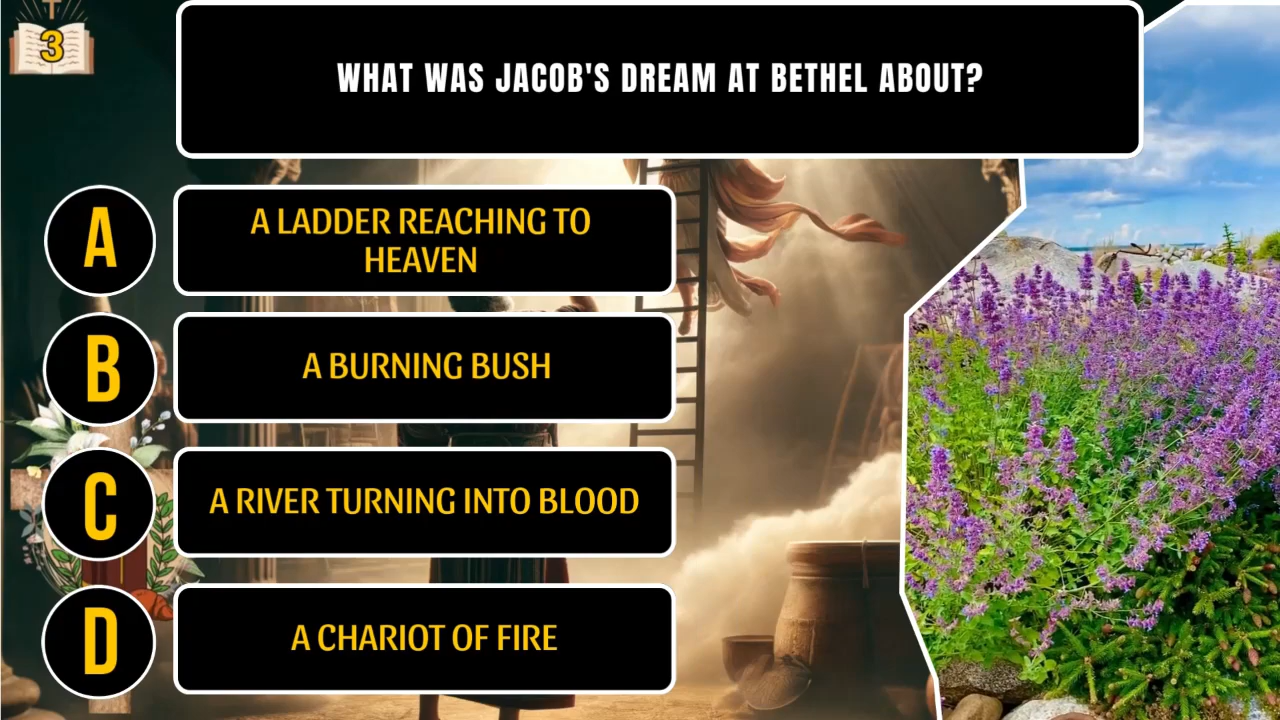 3
WHAT WAS JACOB'S DREAM AT BETHEL ABOUT?
A
A LADDER REACHING TO
HEAVEN
B
A BURNING BUSH
C
A RIVER TURNING INTO BLOOD
D
A CHARIOT OF FIRE